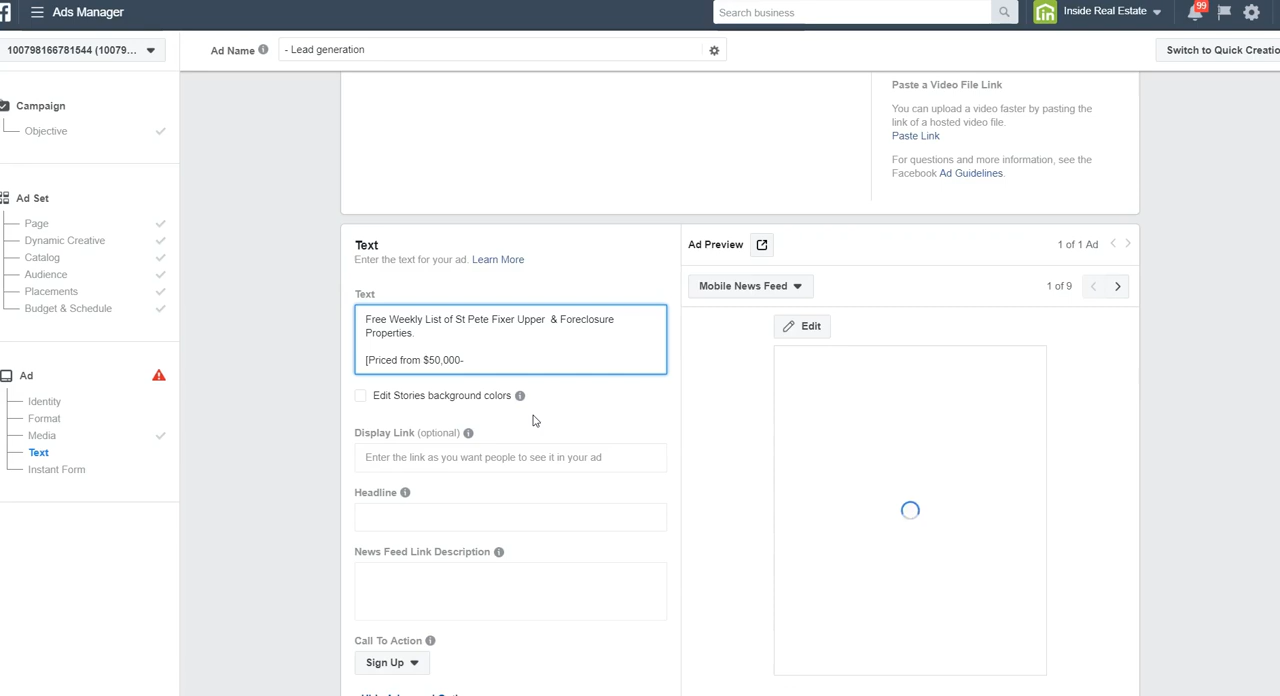 Ads Manager
Search business
in
Inside Real Estate
99
100798166781544 (10079...
Ad Name
- Lead generation
Switch to Quick Creatio
Campaign
Objective
Ad Set
Page
Dynamic Creative
Catalog
Audience
Placements
Budget & Schedule
Ad
Identity
Format
Media
Text
Instant Form
Paste a Video File Link
You can upload a video faster by pasting the
link of a hosted video file.
Paste Link
For questions and more information, see the
Facebook Ad Guidelines.
Text
Enter the text for your ad. Learn More
Text
Free Weekly List of St Pete Fixer Upper  & Foreclosure
Properties.
[Priced from $50,000-
Edit Stories background colors
Display Link (optional)
Enter the link as you want people to see it in your ad
Headline
News Feed Link Description
Call To Action
Sign Up
Ad Preview
1 of 1 Ad
Mobile News Feed
1 of 9
Edit